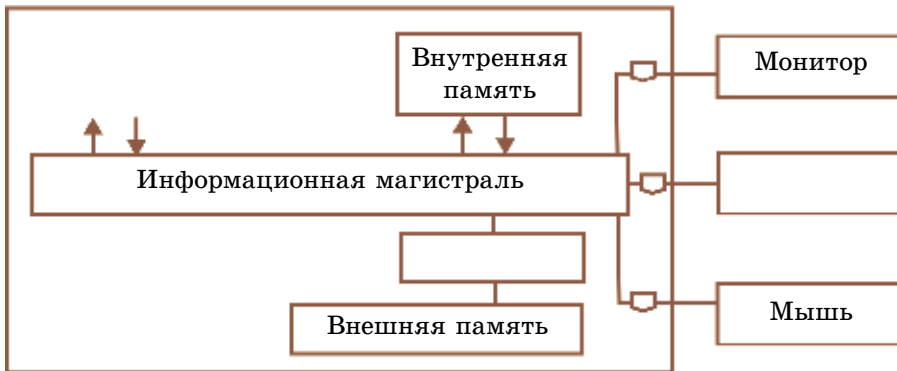 Внутренняя
память
Монитор
Информационная магистраль
Внешняя память
Мышь